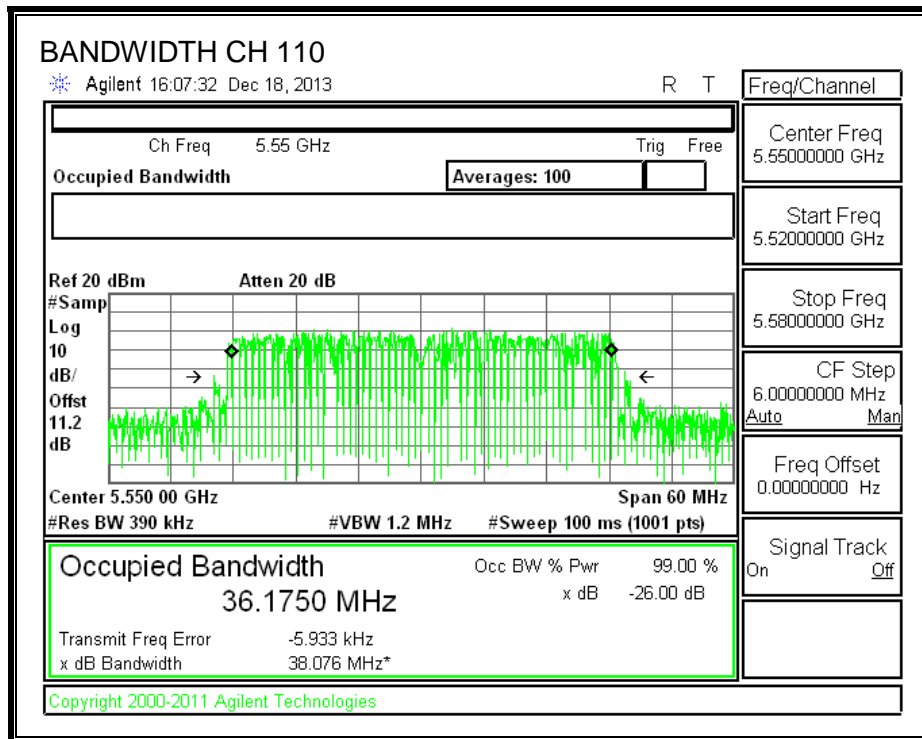 BANDWIDTH CH 110
Agilent 16:07:32 Dec 18, 2013 R T
Freq/Channel
Ch Freq 5.55 GHz Trig Free
Occupied Bandwidth Averages: 100
Center Freq
5.55000000 GHz
Start Freq
5.52000000 GHz
Stop Freq
5.58000000 GHz
CF Step
6.00000000 MHz
Auto Man
Freq Offset
0.00000000 Hz
Signal Track
On Off
Ref 20 dBm Atten 20 dB
#Samp
Log
10
dB/
Offst
11.2
dB
Center 5.550 00 GHz Span 60 MHz
#Res BW 390 kHz #VBW 1.2 MHz #Sweep 100 ms (1001 pts)
Occupied Bandwidth Occ BW % Pwr 99.00 %
36.1750 MHz x dB -26.00 dB
Transmit Freq Error -5.933 kHz
x dB Bandwidth 38.076 MHz*
Copyright 2000-2011 Agilent Technologies